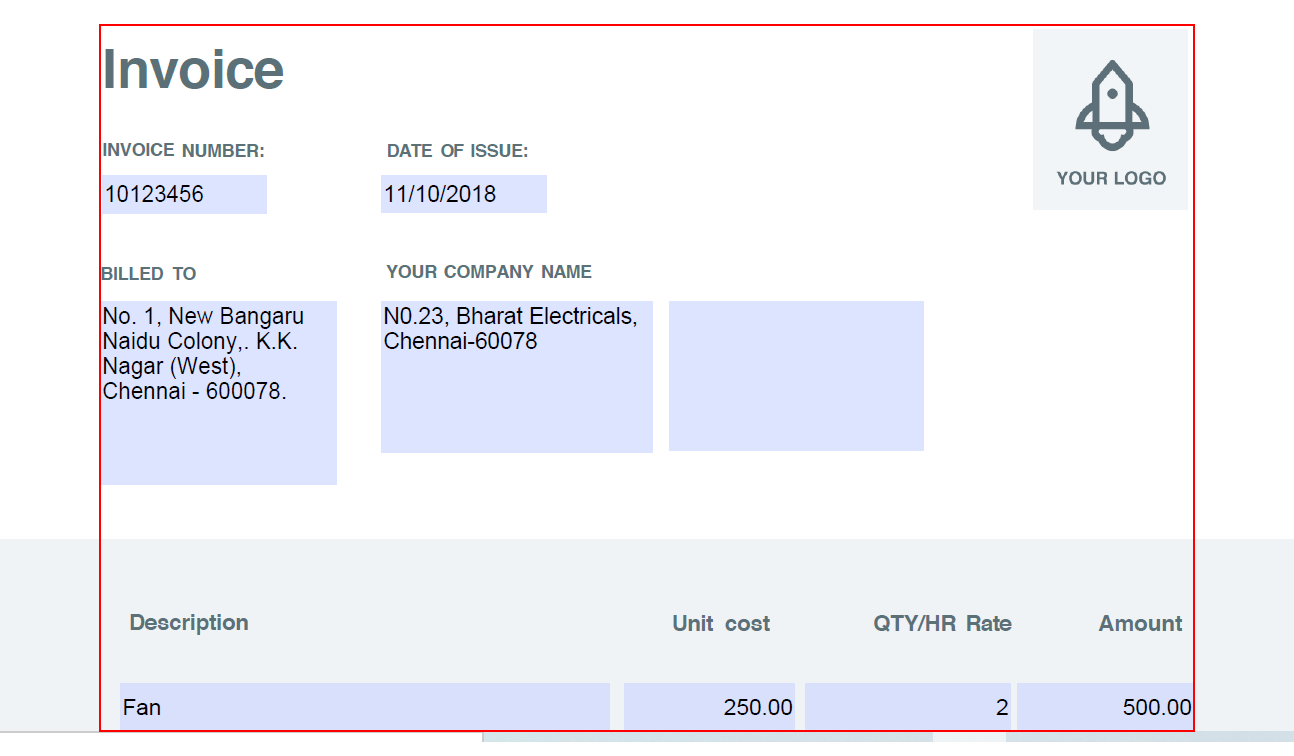 Invoice
YOUR LOGO
INVOICE NUMBER: DATE OF ISSUE:
10123456 11/10/2018
BILLED TO YOUR COMPANY NAME
No. 1, New Bangaru
Naidu Colony,. K.K.
Nagar (West),
Chennai - 600078.
N0.23, Bharat Electricals,
Chennai-60078
Description Unit cost QTY/HR Rate Amount
Fan 250.00 2 500.00